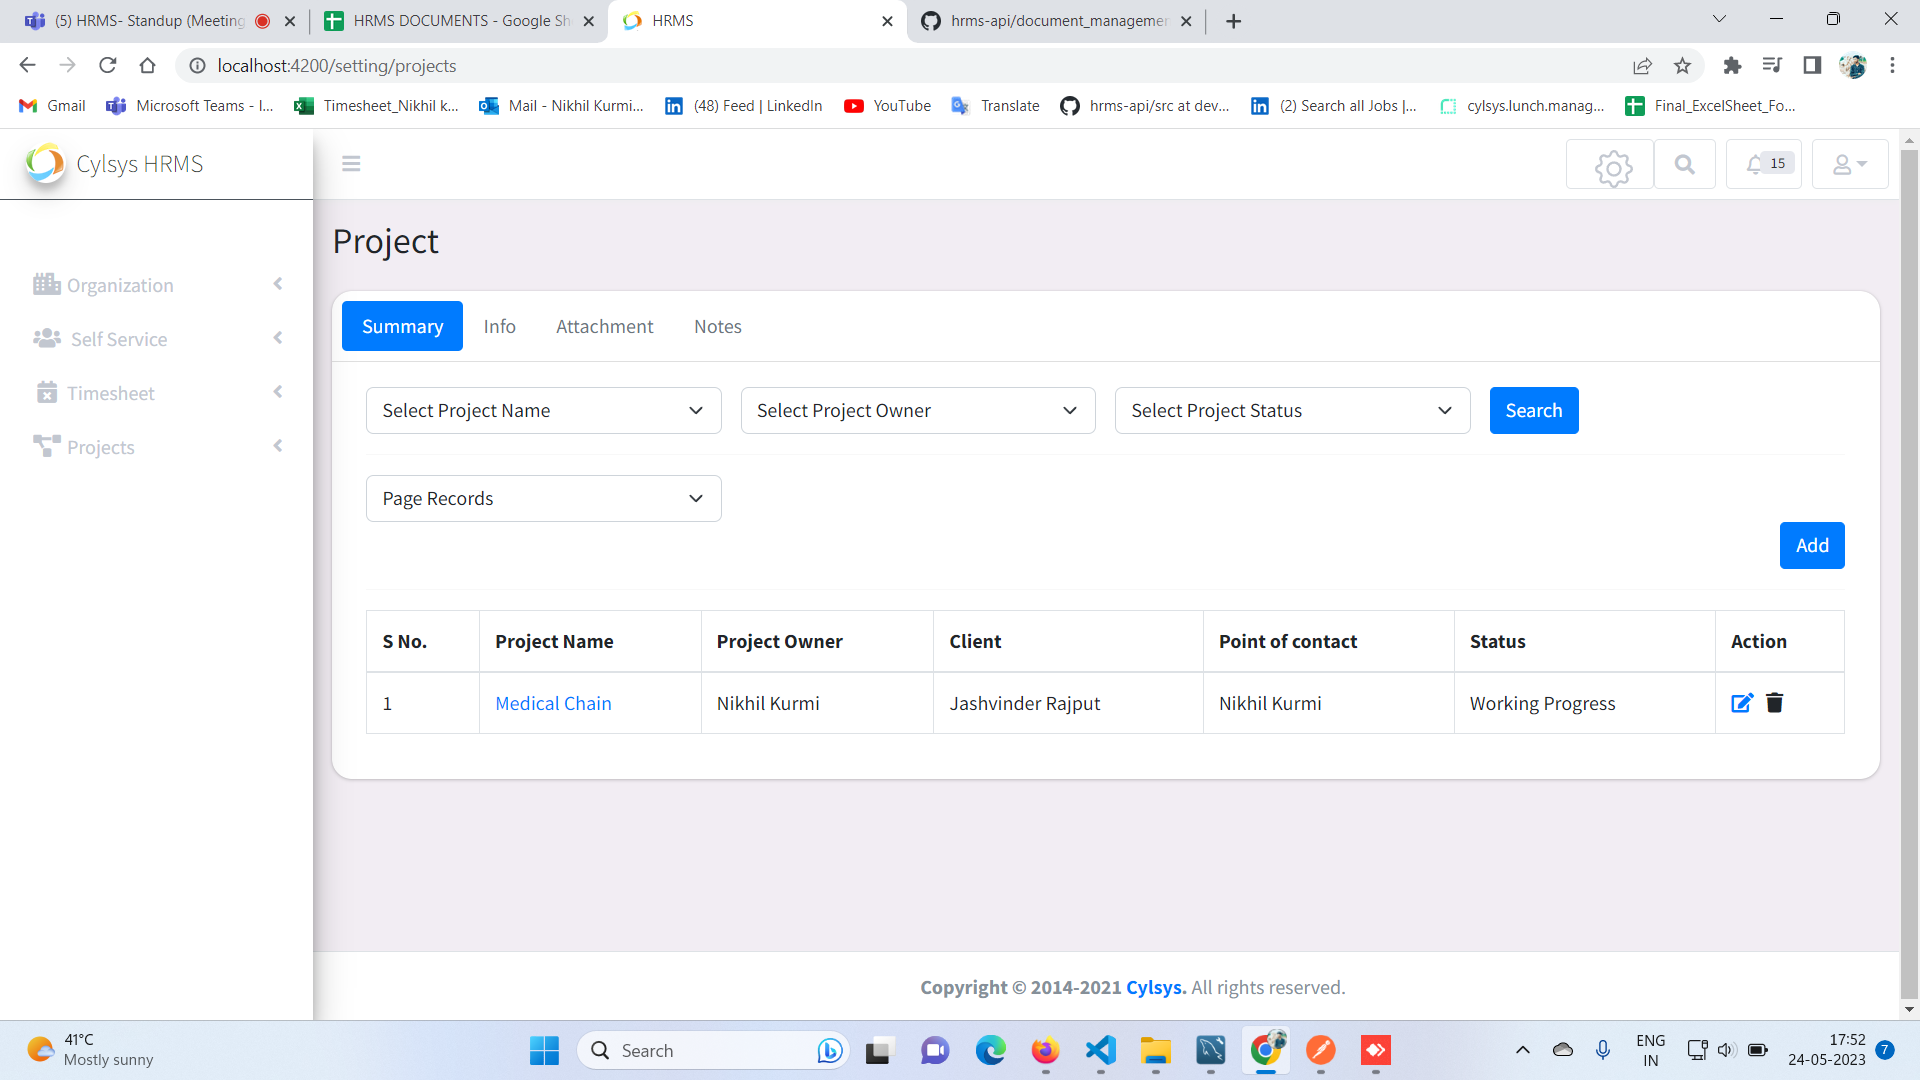 (5) HRMS- Standup (Meeting
HRMS DOCUMENTS - Google Sh
HRMS
hrms-api/document_managemen
localhost:4200/setting/projects
Gmail
Microsoft Teams - l...
Timesheet_Nikhil k...
Mail - Nikhil Kurmi...
(48) Feed | LinkedIn
YouTube
Translate
hrms-api/src at dev...
(2) Search all Jobs |...
cylsys.lunch.manag...
Final_ExcelSheet_Fo...
Cylsys HRMS
15
Organization
Self Service
Timesheet
Projects
Project
Summary
Info
Attachment
Notes
Select Project Name
Select Project Owner
Select Project Status
Search
Page Records
Add
S No.
Project Name
Project Owner
Client
Point of contact
Status
Action
1
Medical Chain
Nikhil Kurmi
Jashvinder Rajput
Nikhil Kurmi
Working Progress
Copyright © 2014-2021 Cylsys. All rights reserved.
41°C
Mostly sunny
Search
ENG
IN
17:52
24-05-2023
7